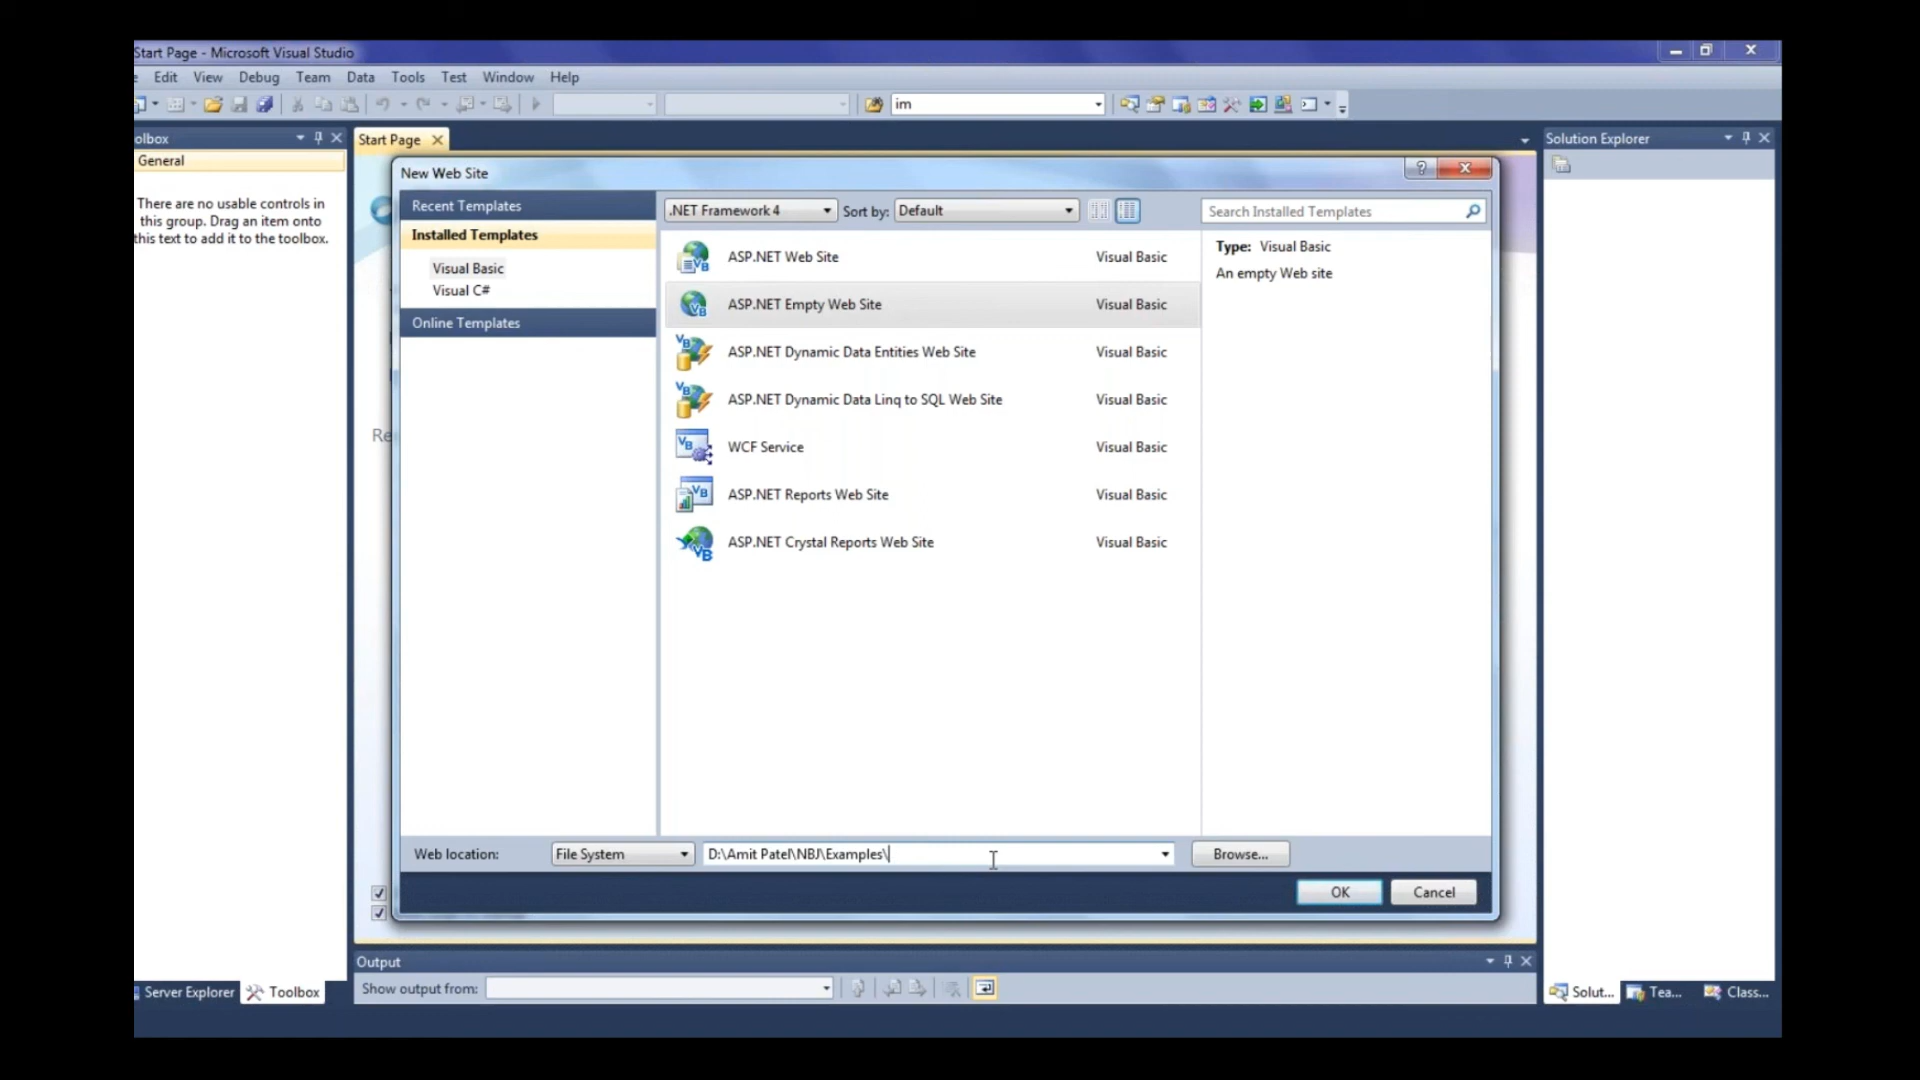 Start Page - Microsoft Visual Studio
Edit View Debug Team Data Tools Test Window Help
im
olbox
Start Page
Solution Explorer
General
There are no usable controls in
this group. Drag an item onto
this text to add it to the toolbox.
New Web Site
Recent Templates
Installed Templates
Visual Basic
Visual C#
Online Templates
.NET Framework 4
Sort by: Default
Search Installed Templates
ASP.NET Web Site Visual Basic
ASP.NET Empty Web Site Visual Basic
ASP.NET Dynamic Data Entities Web Site Visual Basic
ASP.NET Dynamic Data Linq to SQL Web Site Visual Basic
WCF Service Visual Basic
ASP.NET Reports Web Site Visual Basic
ASP.NET Crystal Reports Web Site Visual Basic
Type: Visual Basic
An empty Web site
Re
Web location: File System D:\Amit Patel\NBJ\Examples\ Browse...
OK Cancel
Output
Show output from:
Server Explorer Toolbox
Solut... Tea... Class...